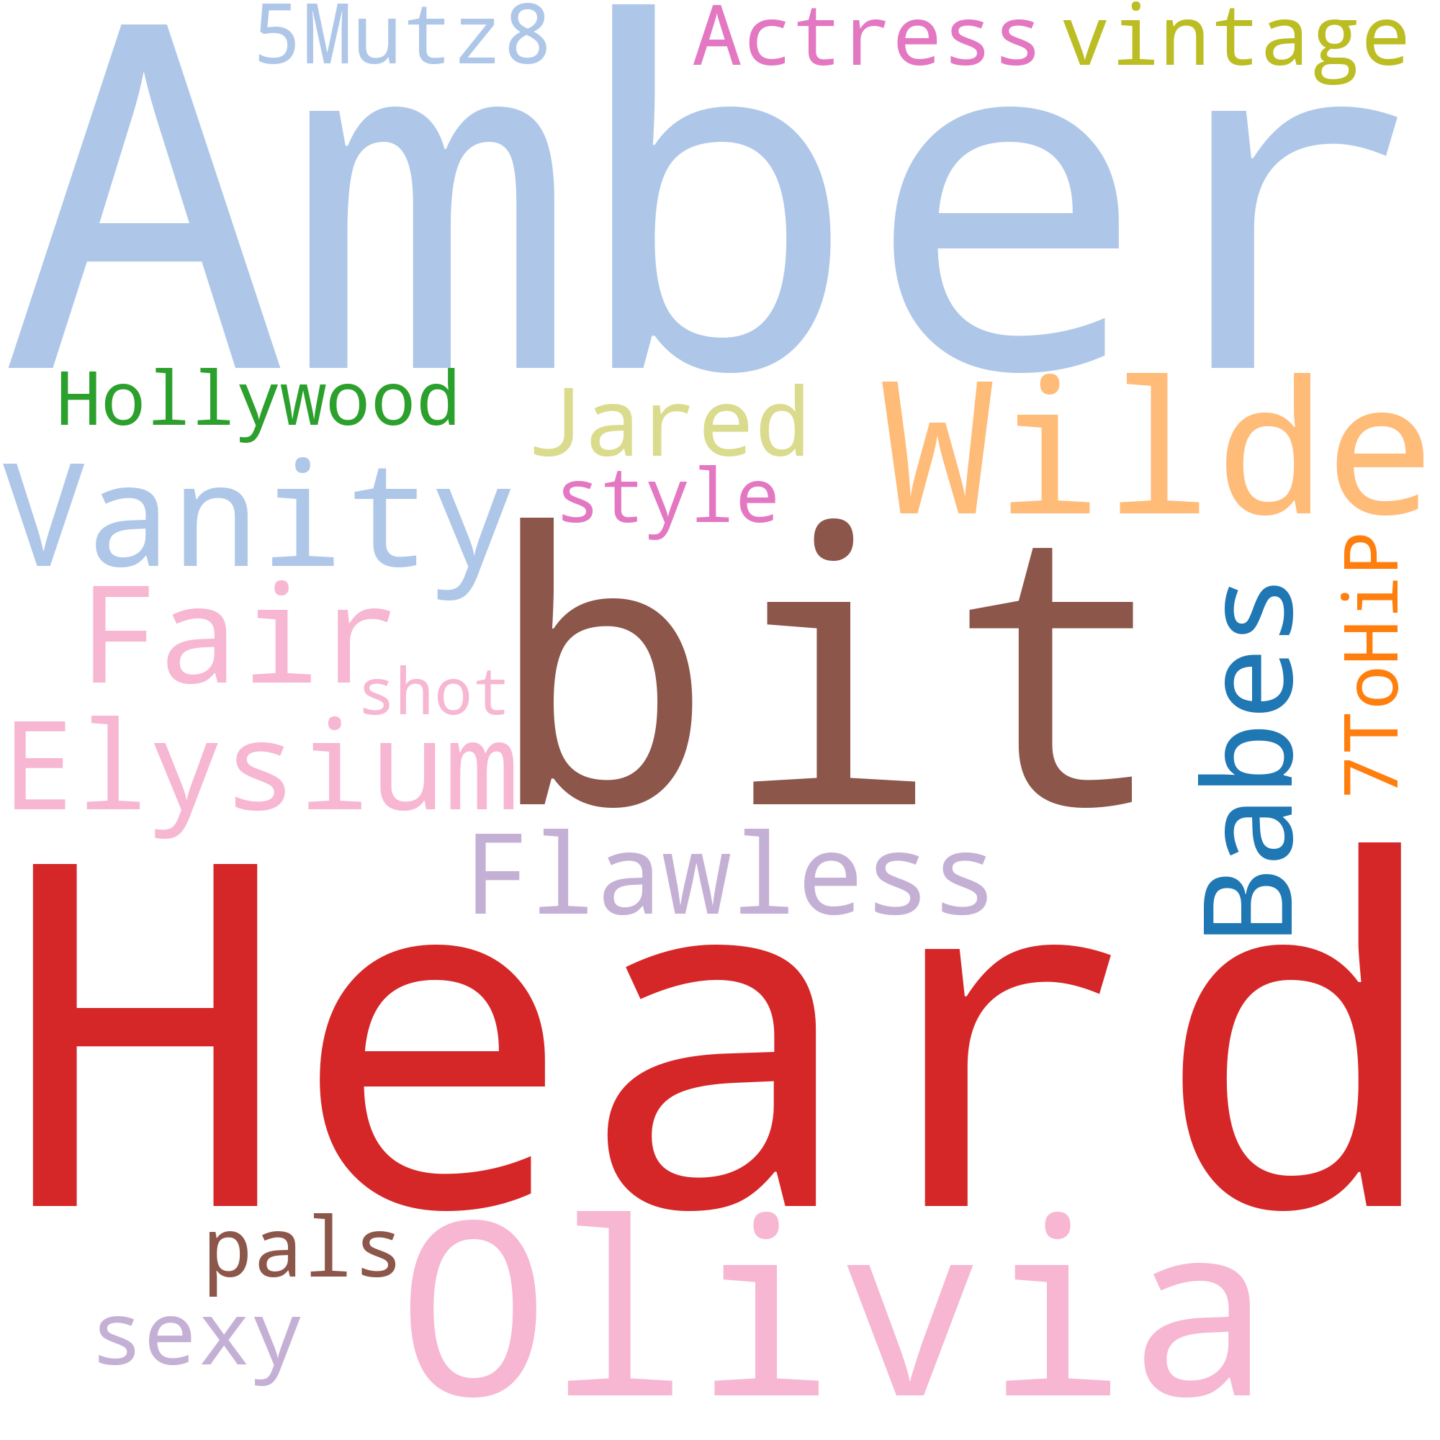 5Mutz8
Actress
vintage
Amber
Hollywood
Jared
Wilde
Vanity
style
bit
Fair
shot
Babes
7ToHiP
Elysium
Flawless
Heard
pals
Olivia
sexy